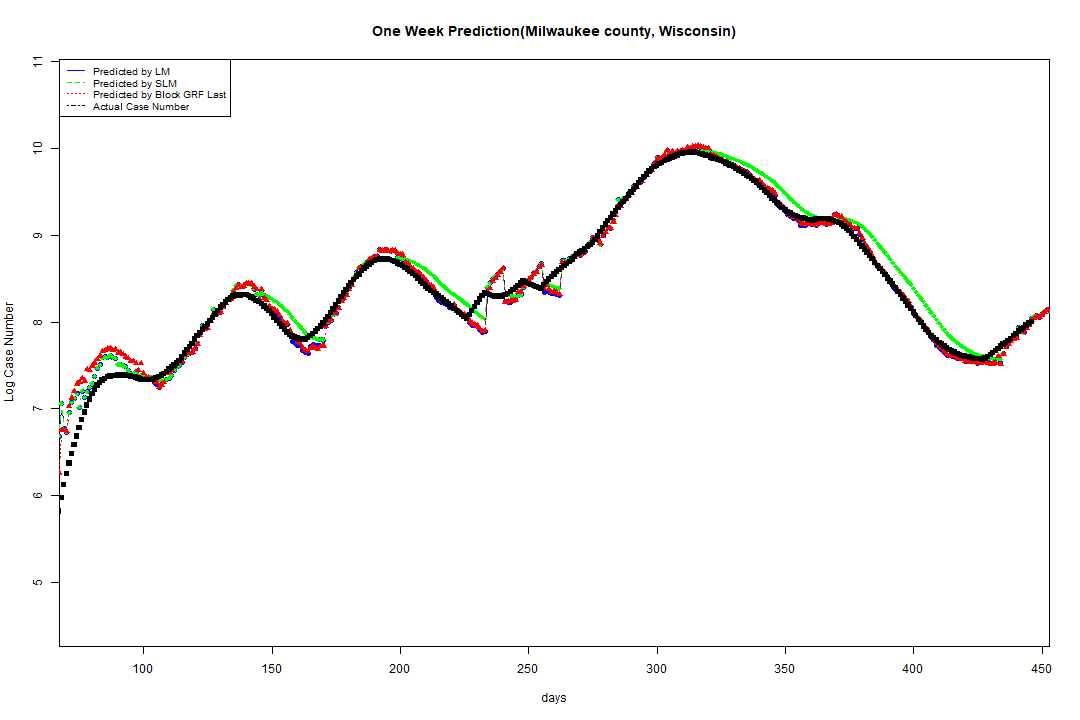 One Week Prediction(Milwaukee county, Wisconsin)
Predicted by LM
Predicted by SLM
Predicted by Block GRF Last
Actual Case Number
11
10
9
8
7
6
5
Log Case Number
100 150 200 250 300 350 400 450
days